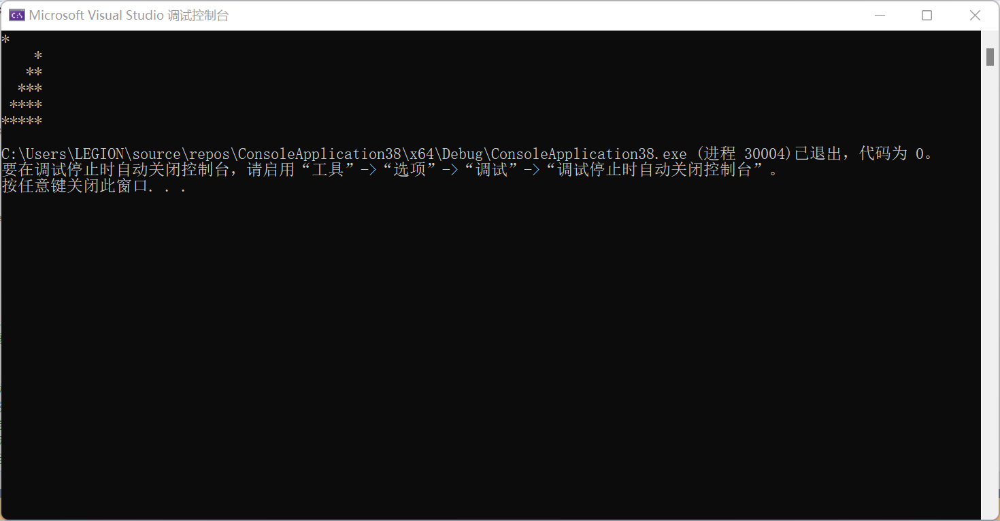 Microsoft Visual Studio 调试控制台
*
    *
   **
  ***
 ****
*****
C:\Users\LEGION\source\repos\ConsoleApplication38\x64\Debug\ConsoleApplication38.exe (进程 30004)已退出，代码为 0。
要在调试停止时自动关闭控制台，请启用“工具”->“选项”->“调试”->“调试停止时自动关闭控制台”。
按任意键关闭此窗口. . .